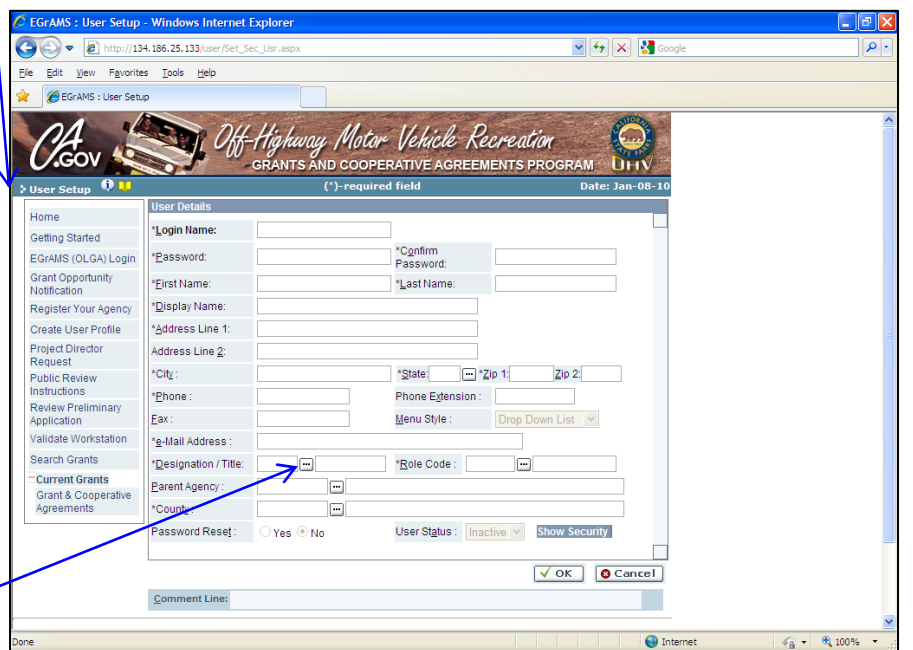 EGrAMS : User Setup - Windows Internet Explorer
http://134.186.25.133/user/Set_Sec_Usr.aspx
Google
File Edit View Favorites Tools Help
EGrAMS : User Setup
CA.GOV
Off-Highway Motor Vehicle Recreation
GRANTS AND COOPERATIVE AGREEMENTS PROGRAM
CALIFORNIA
STATE PARKS
OHV
User Setup (*)-required field Date: Jan-08-10
Home
Getting Started
EGrAMS (OLGA) Login
Grant Opportunity
Notification
Register Your Agency
Create User Profile
Project Director
Request
Public Review
Instructions
Review Preliminary
Application
Validate Workstation
Search Grants
Current Grants
Grant & Cooperative
Agreements
User Details
*Login Name:
*Password: *Confirm
Password:
*First Name: *Last Name:
*Display Name:
*Address Line 1:
Address Line 2:
*City : *State: *Zip 1: Zip 2:
*Phone : Phone Extension :
Fax: Menu Style : Drop Down List
*e-Mail Address :
*Designation / Title: *Role Code :
Parent Agency :
*County :
Password Reset : Yes No User Status : Inactive Show Security
OK Cancel
Comment Line:
Done Internet 100%